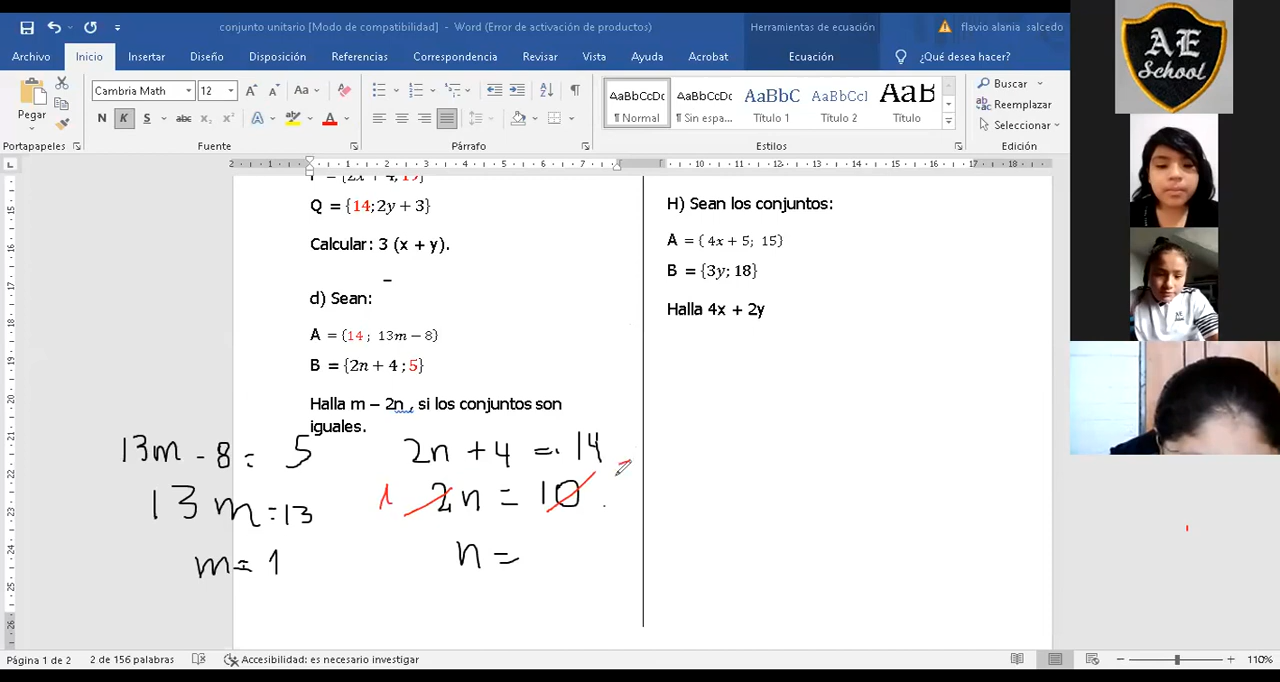 conjunto unitario [Modo de compatibilidad] - Word (Error de activación de productos)
Herramientas de ecuación
flavio alania salcedo
Archivo Inicio Insertar Diseño Disposición Referencias Correspondencia Revisar Vista Ayuda Acrobat Ecuación ¿Qué desea hacer?
Pegar
Cambria Math 12
N K S abc
AaBbCcDc AaBbCcDc AaBbC AaBbCcI AaB
¶ Normal ¶ Sin espa... Título 1 Título 2 Título
Buscar
Reemplazar
Seleccionar
Portapapeles Fuente Párrafo Estilos Edición
AE
School
Q = {14; 2y + 3}
Calcular: 3 (x + y).
d) Sean:
A = {14 ; 13m − 8}
B = {2n + 4 ; 5}
Halla m – 2n , si los conjuntos son
iguales.
13m - 8 = 5
13m = 13
m = 1
2n + 4 = 14
1 2n = 10
n =
H) Sean los conjuntos:
A = { 4x + 5; 15}
B = {3y; 18}
Halla 4x + 2y
Página 1 de 2 2 de 156 palabras Accesibilidad: es necesario investigar 110%